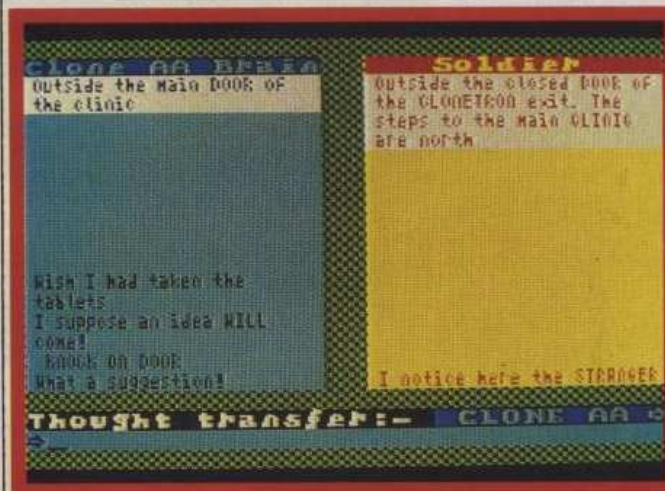 Clone AA Brain
Outside the Main DOOR of
the clinic
Wish I had taken the
tablets
I suppose an idea WILL
come!
KNOCK ON DOOR
What a suggestion!
Soldier
Outside the closed DOOR of
the CLONETRON exit. The
steps to the Main CLINIC
are north
I notice here the STRANGER
Thought transfer:- CLONE AA